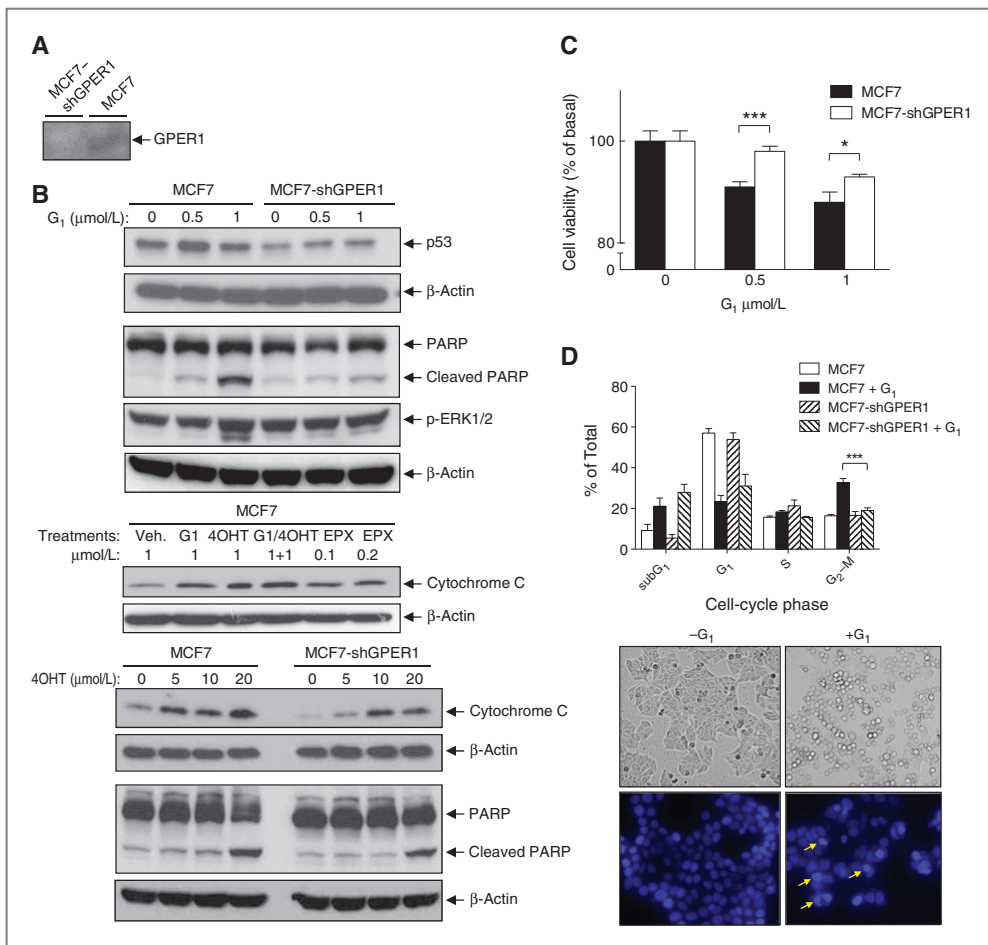 A
MCF7–
shGPER1
MCF7
GPER1
B
MCF7 MCF7-shGPER1
G1 (μmol/L): 0 0.5 1 0 0.5 1
p53
β-Actin
PARP
Cleaved PARP
p-ERK1/2
β-Actin
MCF7
Treatments: Veh. G1 4OHT G1/4OHT EPX EPX
μmol/L: 1 1 1 1+1 0.1 0.2
Cytochrome C
β-Actin
MCF7 MCF7-shGPER1
4OHT (μmol/L): 0 5 10 20 0 5 10 20
Cytochrome C
β-Actin
PARP
Cleaved PARP
β-Actin
C
MCF7
MCF7-shGPER1
*** 
*
Cell viability (% of basal)
100
80
0
0 0.5 1
G1 μmol/L
D
MCF7
MCF7 + G1
MCF7-shGPER1
MCF7-shGPER1 + G1
***
% of Total
80
60
40
20
0
subG1 G1 S G2–M
Cell-cycle phase
–G1 +G1